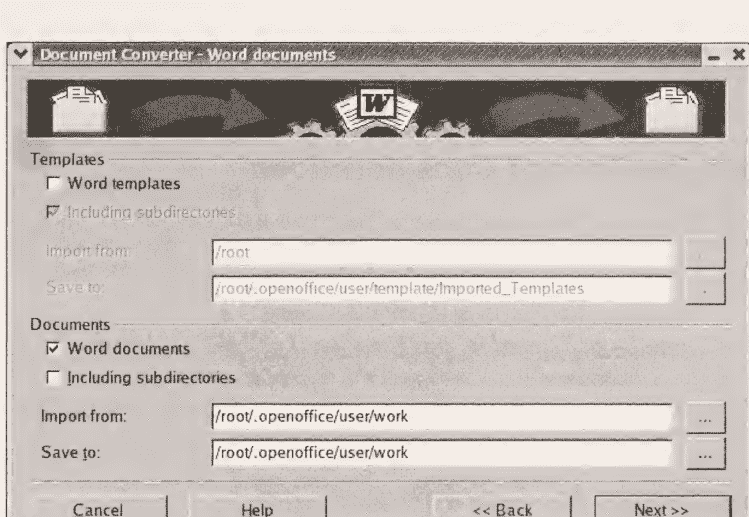 Document Converter - Word documents
W
Templates
Word templates
Including subdirectories
Import from:
/root
...
Save to:
/root/.openoffice/user/template/Imported_Templates
Documents
Word documents
Including subdirectories
Import from:
/root/.openoffice/user/work
...
Save to:
/root/.openoffice/user/work
...
Cancel
Help
<< Back
Next >>